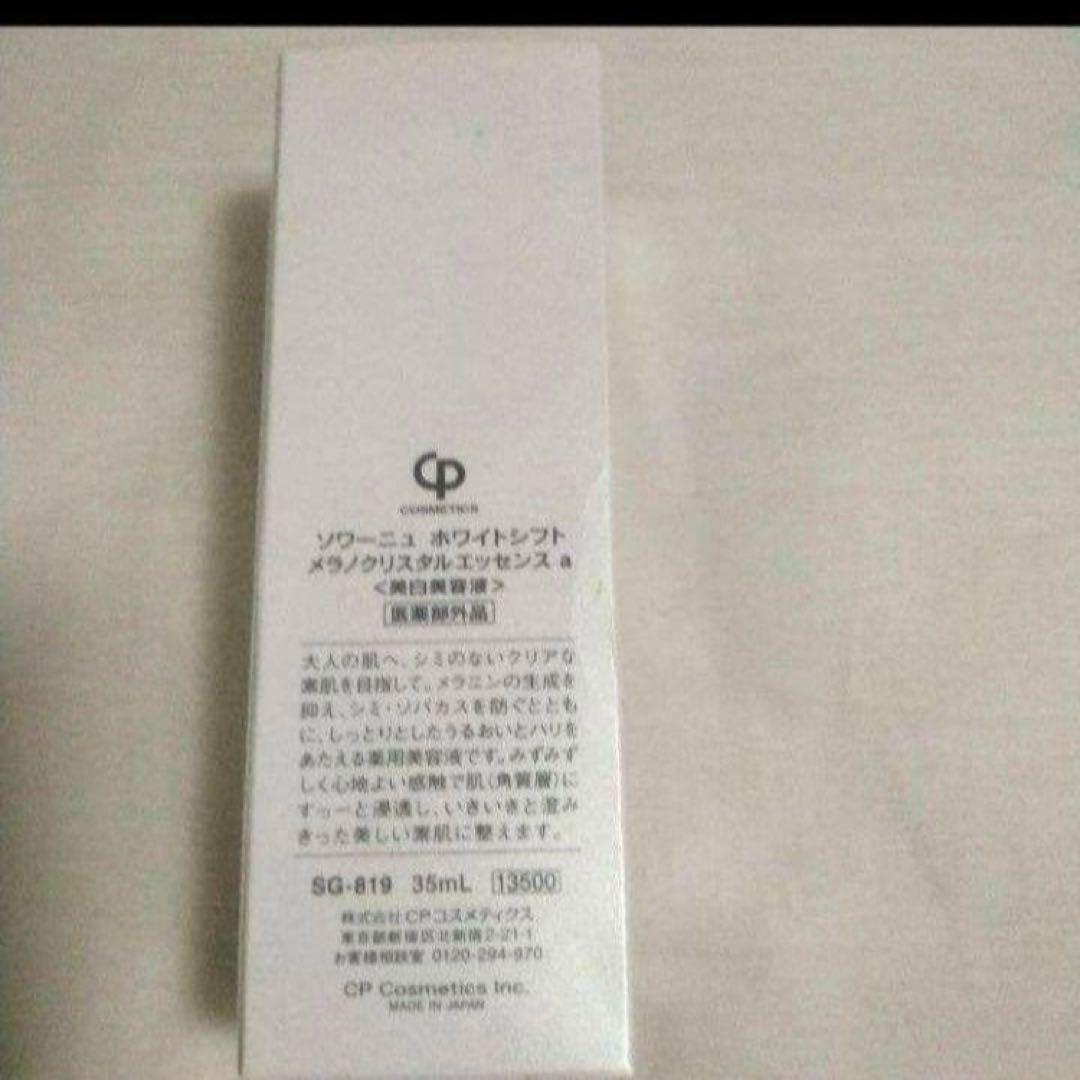 CP
COSMETICS
ソワーニュ ホワイトシフト
メラノクリスタルエッセンス a
<美白美容液>
医薬部外品
大人の肌へ、シミのないクリアな
素肌を目指して。メラニンの生成を
抑え、シミ・ソバカスを防ぐととも
に、しっとりとしたうるおいとハリを
あたえる薬用美容液です。みずみず
しく心地よい感触で肌(角質層)に
すっーと浸透し、いきいきと澄み
きった美しい素肌に整えます。
SG-819 35mL 13500
株式会社CPコスメティクス
東京都新宿区北新宿2-21-1
お客様相談室 0120-294-970
CP Cosmetics Inc.
MADE IN JAPAN